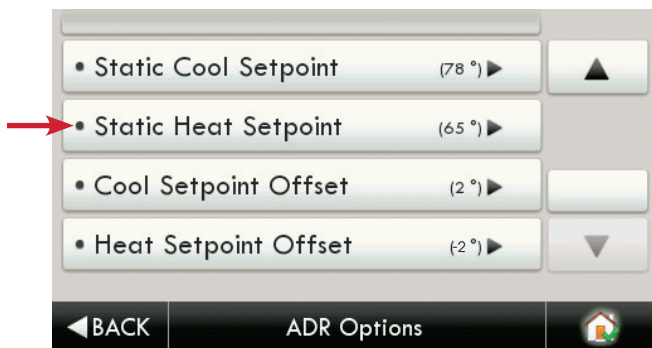 • Static Cool Setpoint (78 °) ▶
• Static Heat Setpoint (65 °) ▶
• Cool Setpoint Offset (2 °) ▶
• Heat Setpoint Offset (-2 °) ▶
◀BACK ADR Options